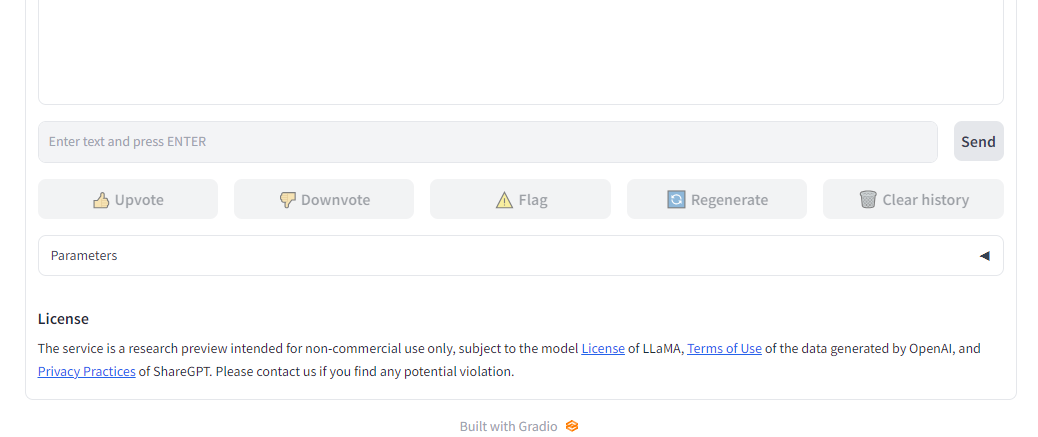 Enter text and press ENTER
Send
👍 Upvote
👎 Downvote
⚠️ Flag
🔄 Regenerate
🗑️ Clear history
Parameters
License
The service is a research preview intended for non-commercial use only, subject to the model License of LLaMA, Terms of Use of the data generated by OpenAI, and
Privacy Practices of ShareGPT. Please contact us if you find any potential violation.
Built with Gradio